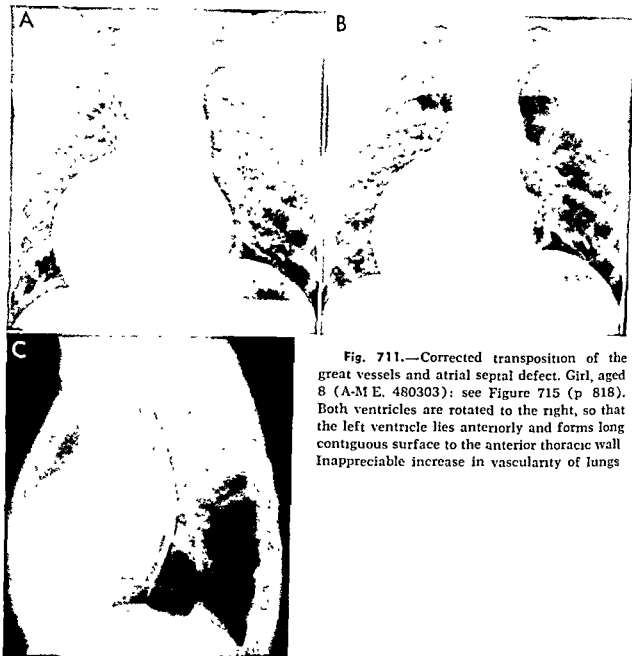 A
B
C
Fig. 711.—Corrected transposition of the
great vessels and atrial septal defect. Girl, aged
8 (A-M E. 480303): see Figure 715 (p 818).
Both ventricles are rotated to the right, so that
the left ventricle lies anteriorly and forms long
contiguous surface to the anterior thoracic wall
Inappreciable increase in vascularity of lungs